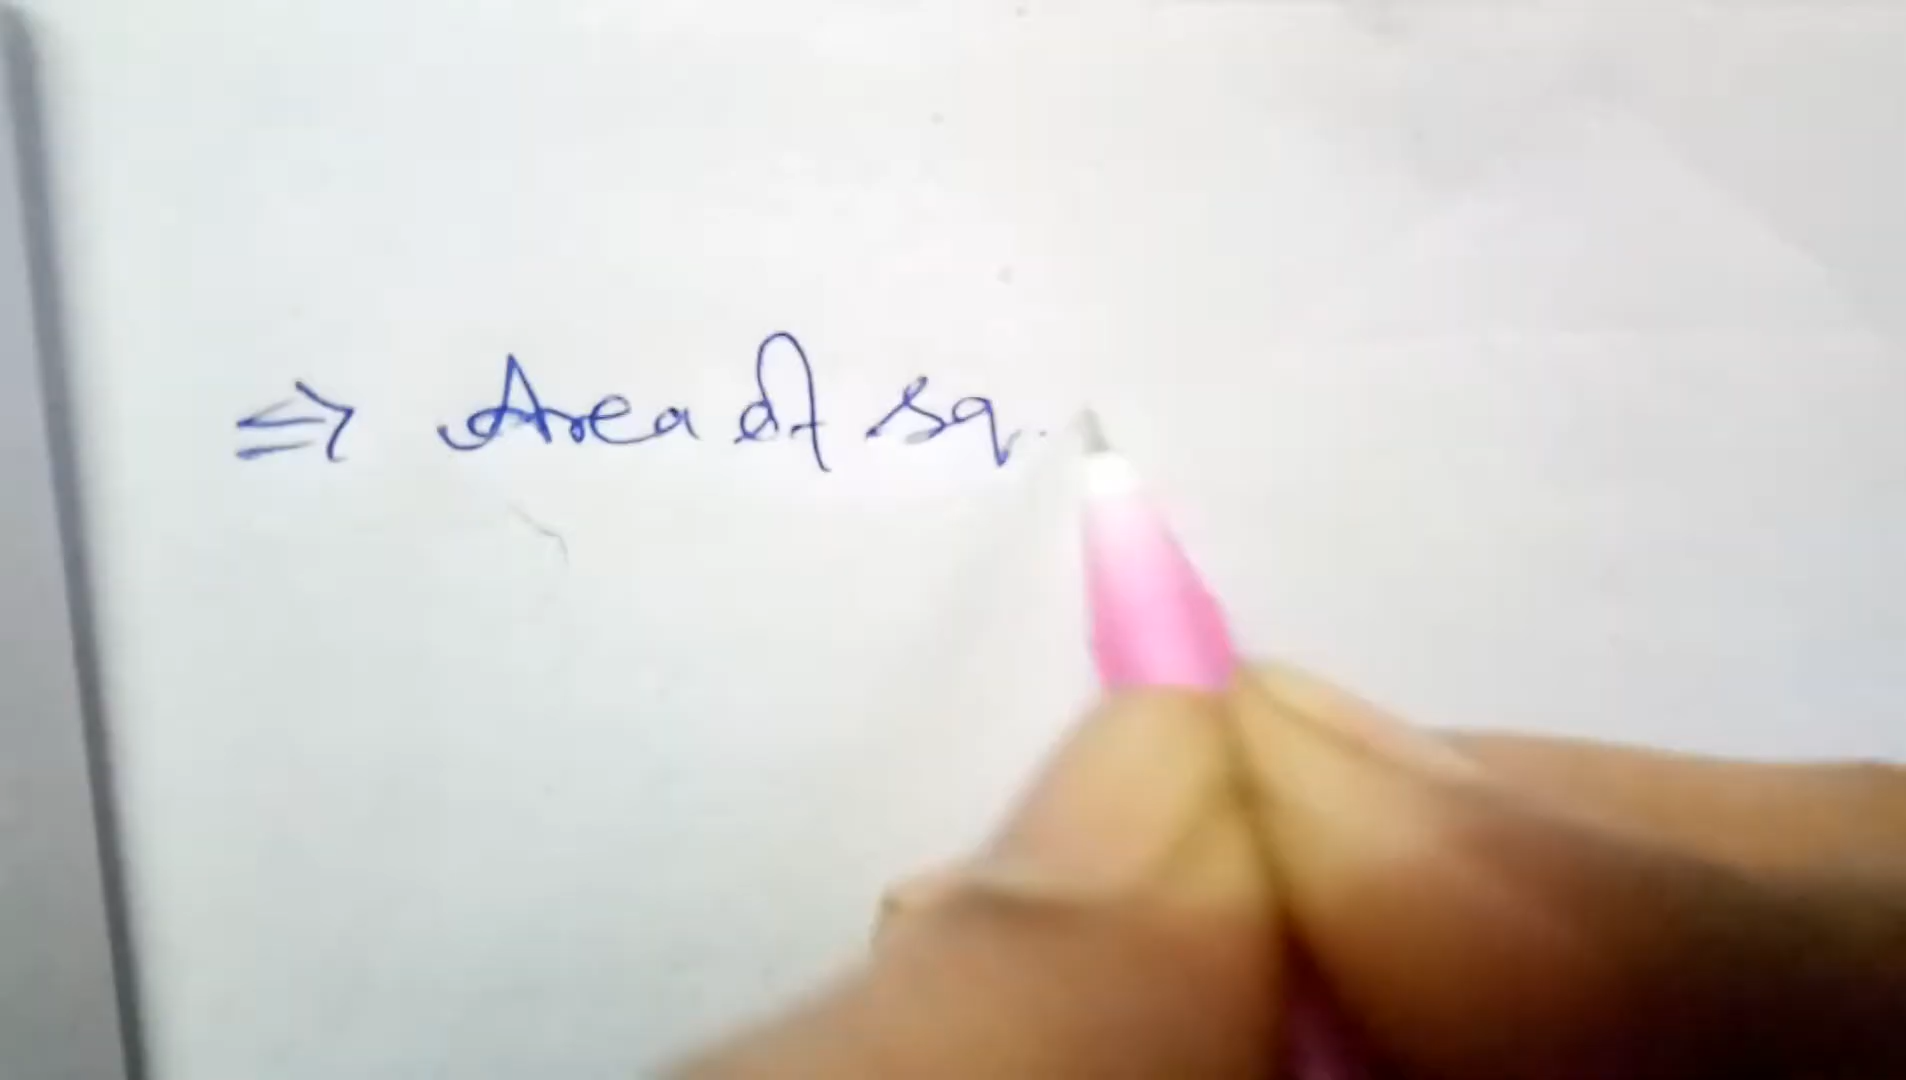 ⇒ Area of sq.